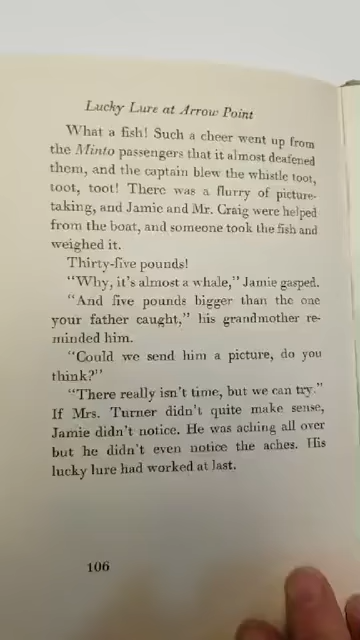 Lucky Lure at Arrow Point
What a fish! Such a cheer went up from
the Minto passengers that it almost deafened
them, and the captain blew the whistle toot,
toot, toot! There was a flurry of picture-
taking, and Jamie and Mr. Craig were helped
from the boat, and someone took the fish and
weighed it.
Thirty-five pounds!
"Why, it's almost a whale," Jamie gasped.
"And five pounds bigger than the one
your father caught," his grandmother re-
minded him.
"Could we send him a picture, do you
think?"
"There really isn't time, but we can try."
If Mrs. Turner didn't quite make sense,
Jamie didn't notice. He was aching all over
but he didn't even notice the aches. His
lucky lure had worked at last.
106